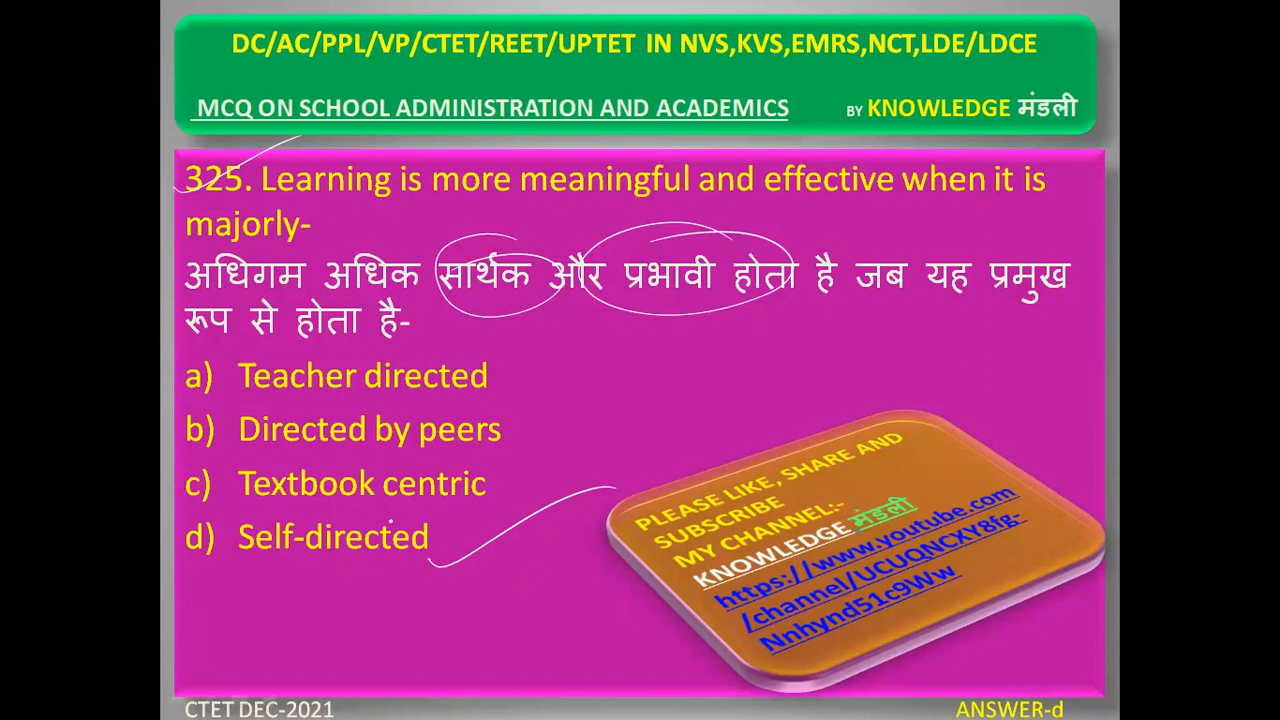 DC/AC/PPL/VP/CTET/REET/UPTET IN NVS,KVS,EMRS,NCT,LDE/LDCE
MCQ ON SCHOOL ADMINISTRATION AND ACADEMICS BY KNOWLEDGE मंडली
325. Learning is more meaningful and effective when it is
majorly-
अधिगम अधिक सार्थक और प्रभावी होता है जब यह प्रमुख
रूप से होता है-
a) Teacher directed
b) Directed by peers
c) Textbook centric
d) Self-directed
PLEASE LIKE, SHARE AND
SUBSCRIBE
MY CHANNEL:-
KNOWLEDGE मंडली
https://www.youtube.com
/channel/UCUQNCXY8fg-
Nnhynd51c9Ww
CTET DEC-2021
ANSWER-d